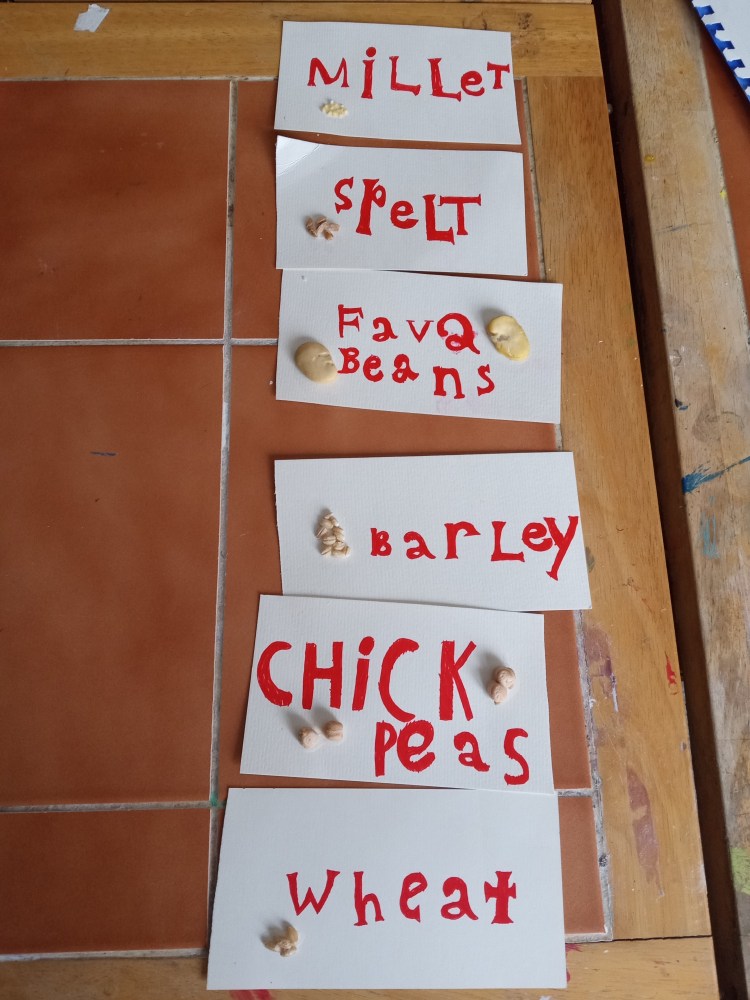 MiLLeT
SPeLT
Fava
Beans
BarLey
CHiCK
Peas
Wheat